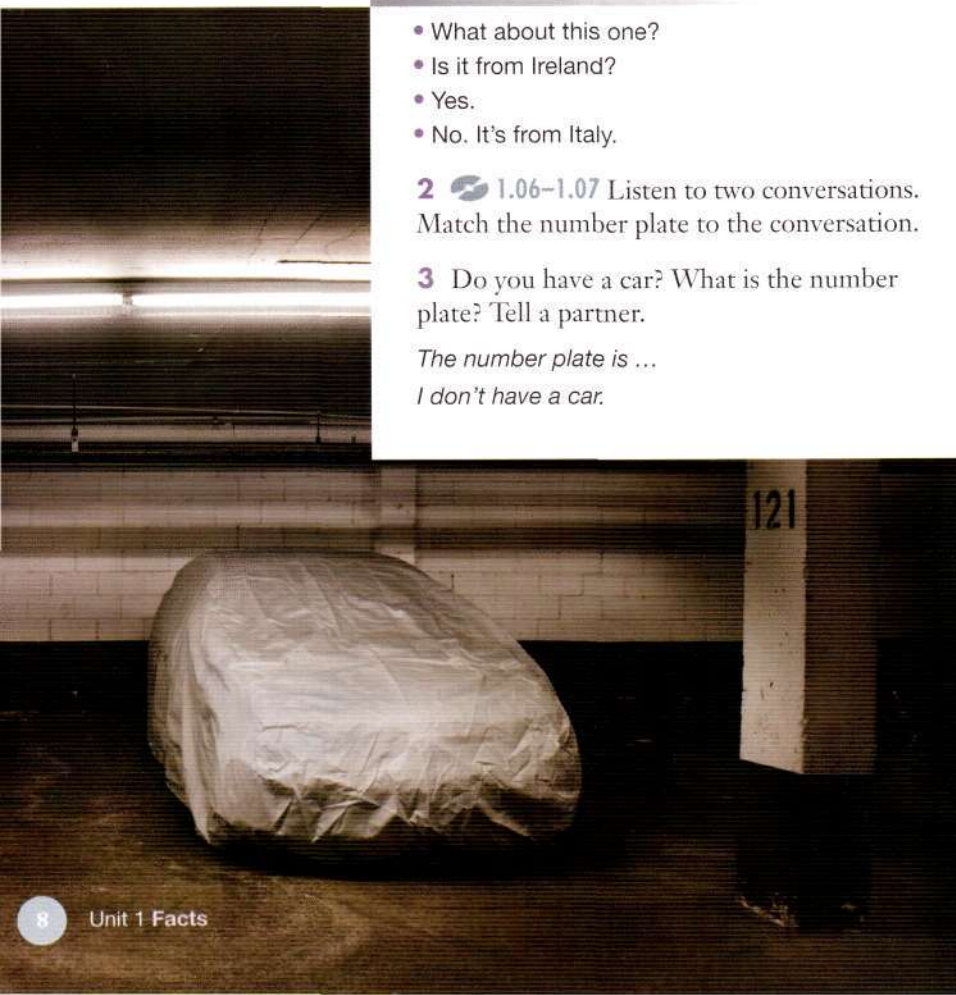 • What about this one?
• Is it from Ireland?
• Yes.
• No. It's from Italy.
2 1.06–1.07 Listen to two conversations.
Match the number plate to the conversation.
3 Do you have a car? What is the number
plate? Tell a partner.
The number plate is ...
I don't have a car.
121
8 Unit 1 Facts